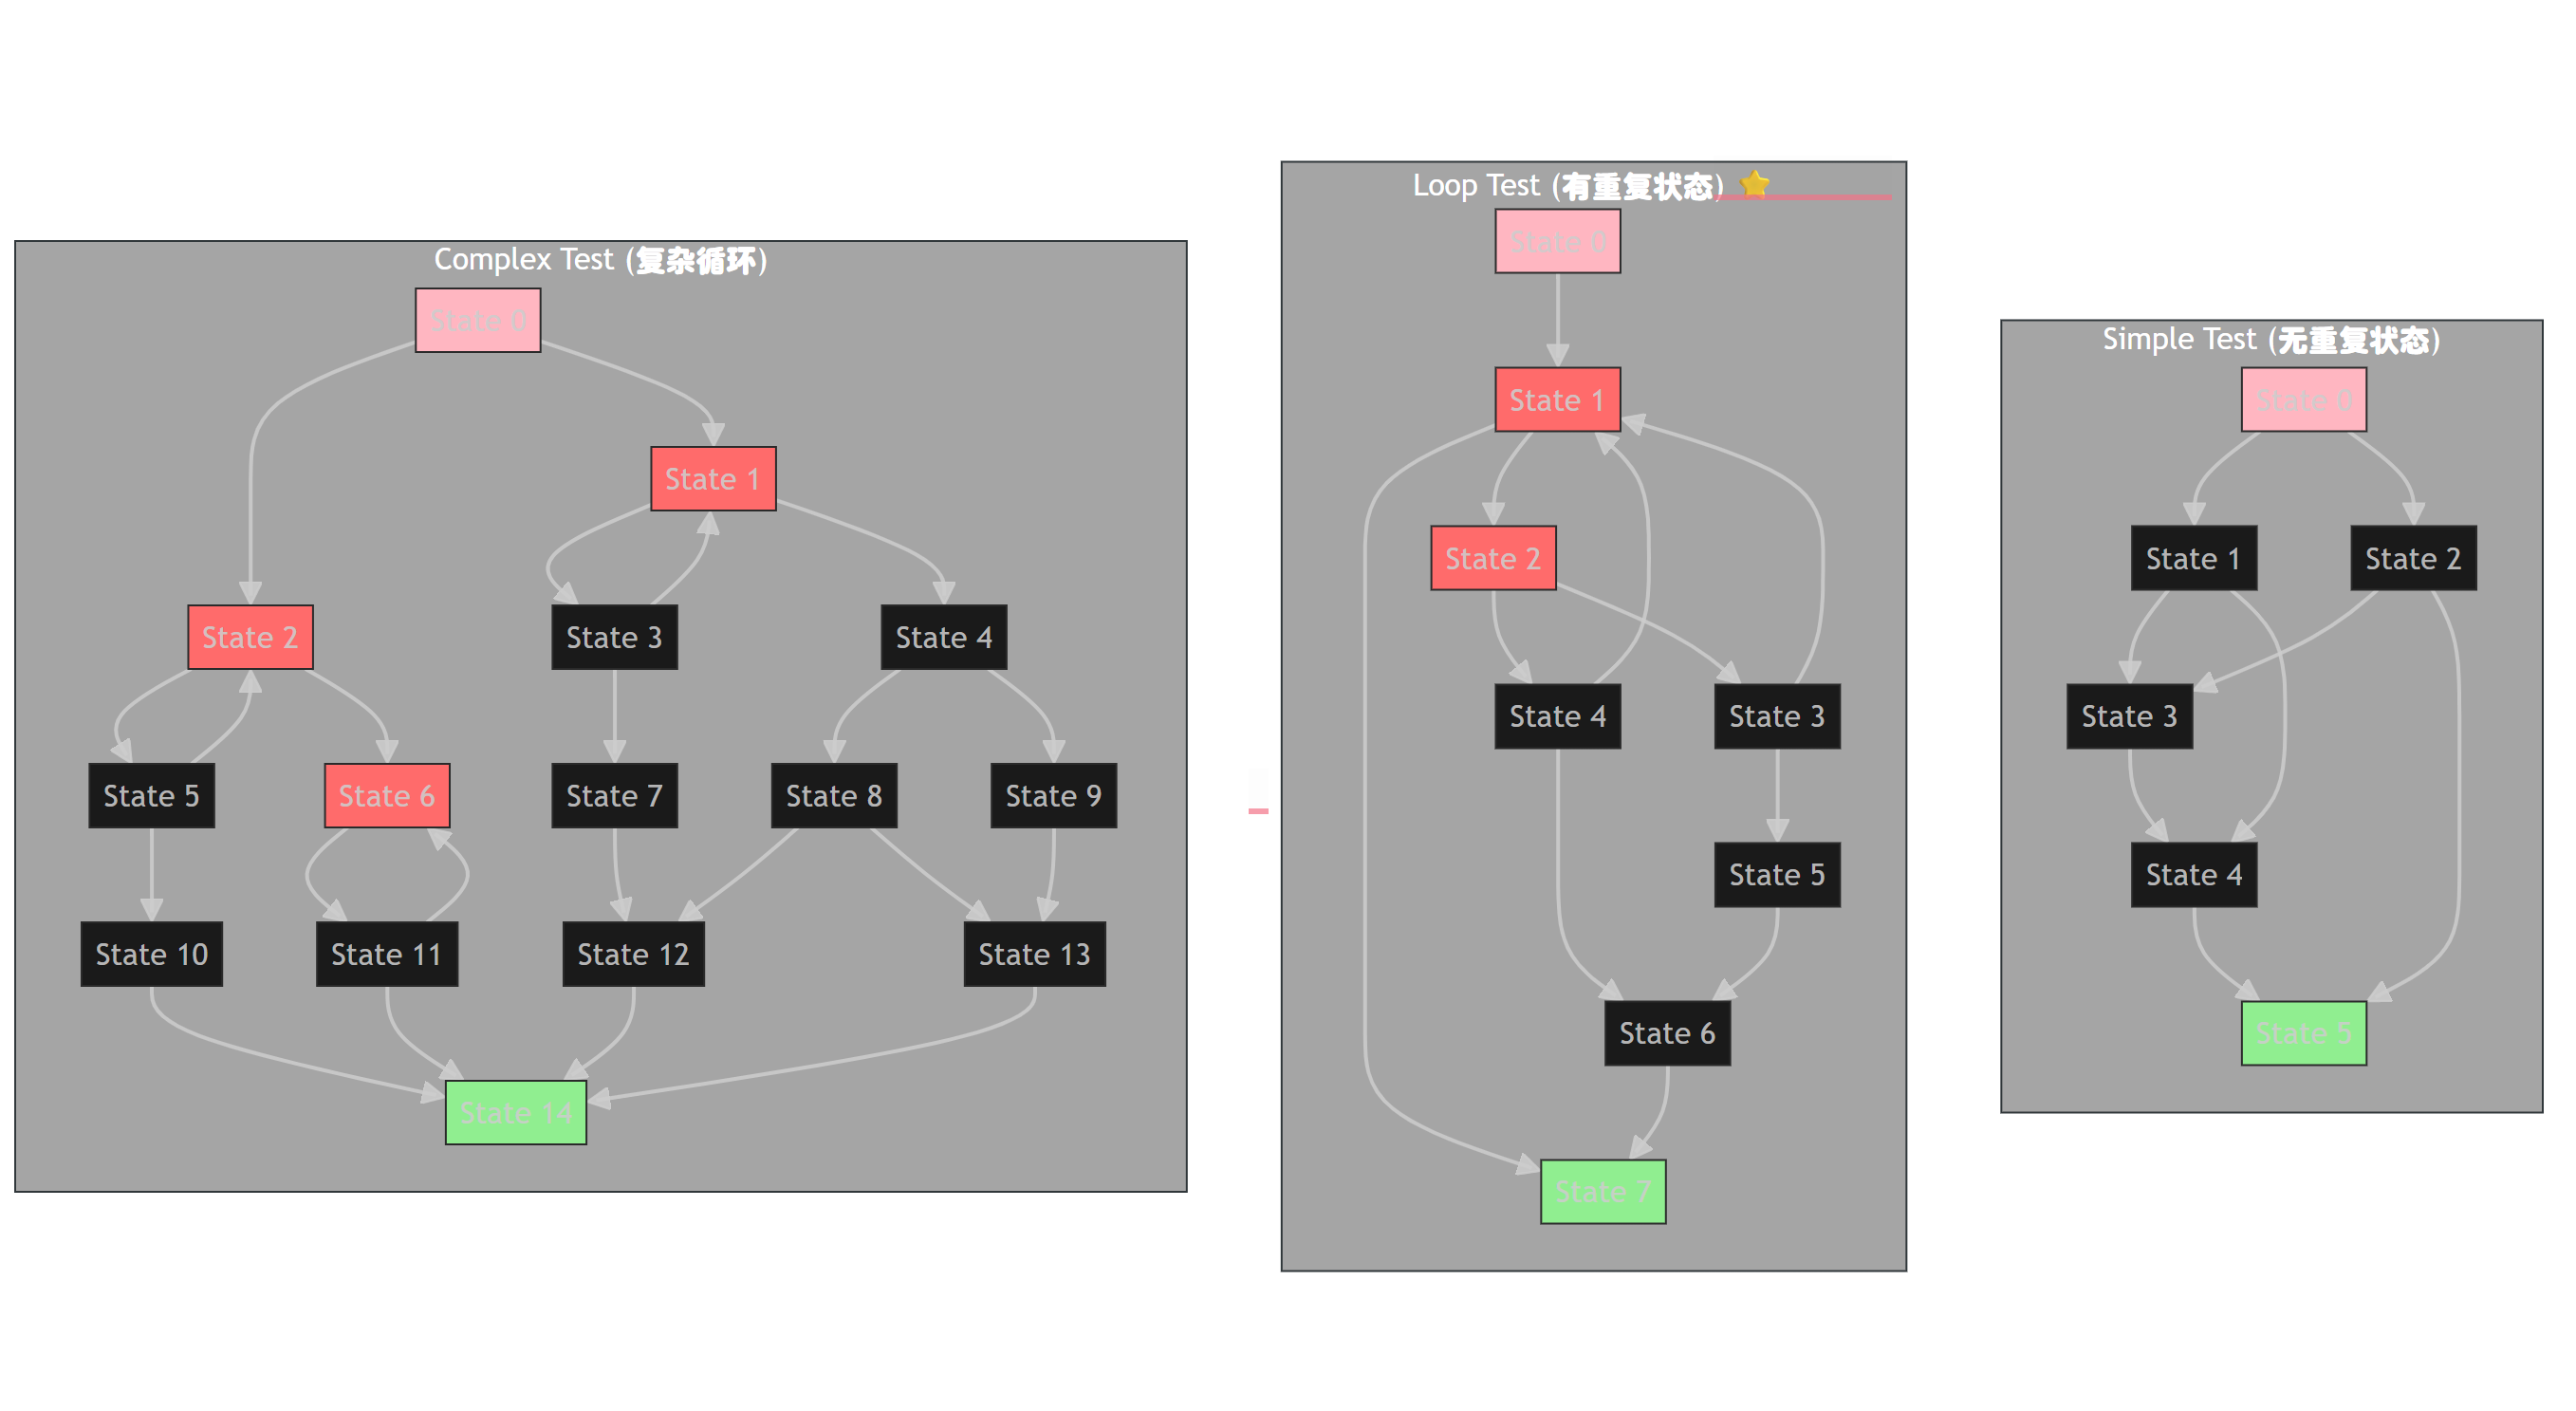 Complex Test (复杂循环)
State 0
State 1
State 2
State 3
State 4
State 5
State 6
State 7
State 8
State 9
State 10
State 11
State 12
State 13
State 14
Loop Test (有重复状态) ⭐
State 0
State 1
State 2
State 4
State 3
State 5
State 6
State 7
Simple Test (无重复状态)
State 0
State 1
State 2
State 3
State 4
State 5